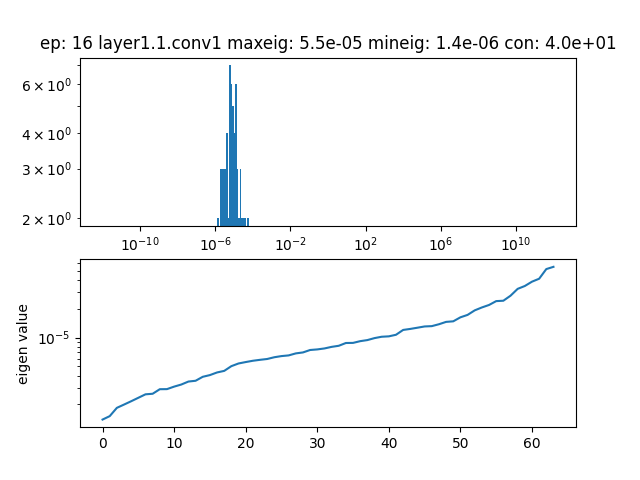 ep: 16 layer1.1.conv1 maxeig: 5.5e-05 mineig: 1.4e-06 con: 4.0e+01
6 × 10⁰
4 × 10⁰
3 × 10⁰
2 × 10⁰
10⁻¹⁰ 10⁻⁶ 10⁻² 10² 10⁶ 10¹⁰
eigen value
10⁻⁵
0 10 20 30 40 50 60